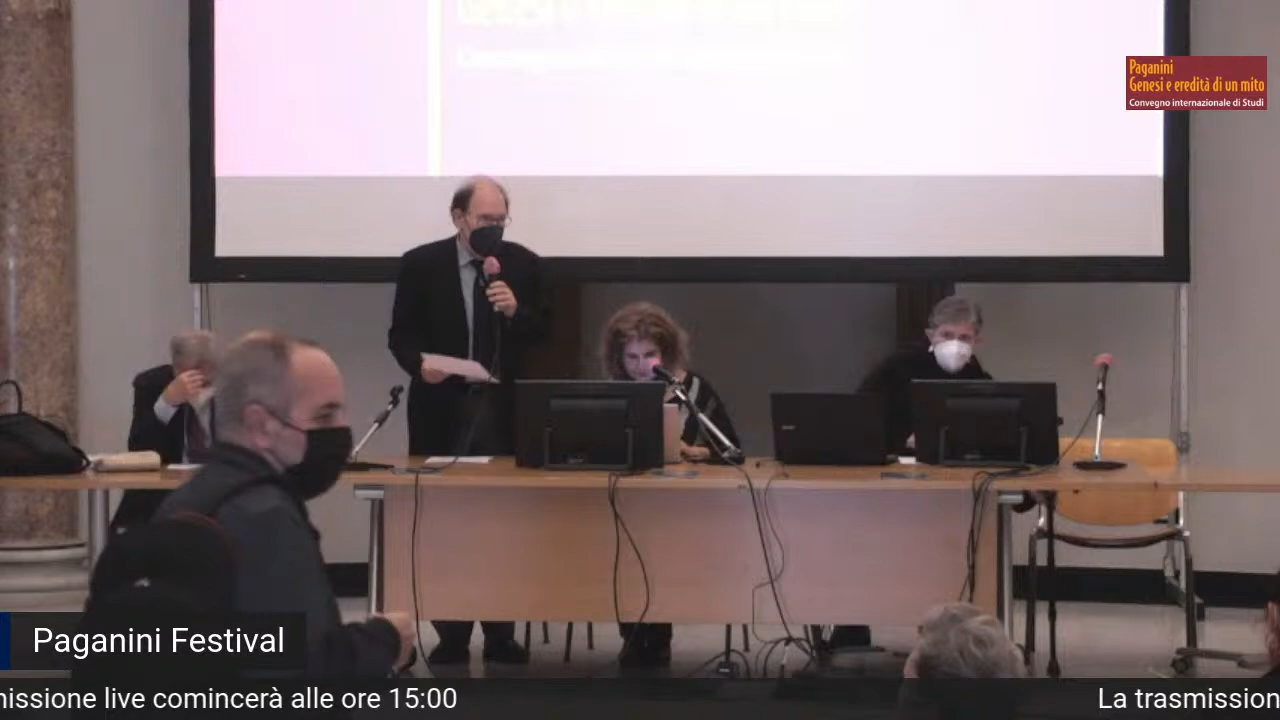 Paganini
Genesi e eredità di un mito
Convegno internazionale di Studi
Paganini Festival
missione live comincerà alle ore 15:00
La trasmission